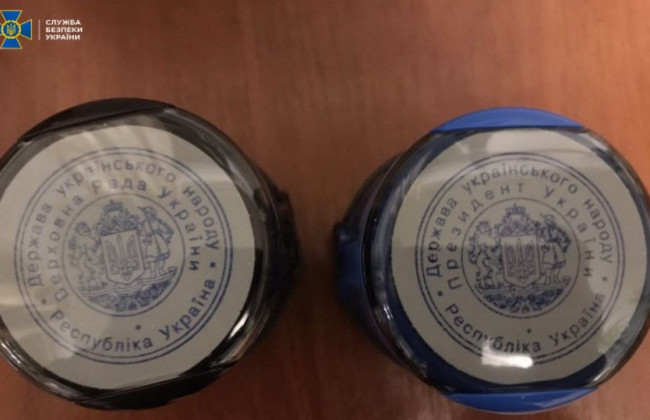 СЛУЖБА
БЕЗПЕКИ
УКРАЇНИ
Держава українського народу
Верховна Рада України
Республіка Україна
Держава українського народу
Президент України
Республіка Україна